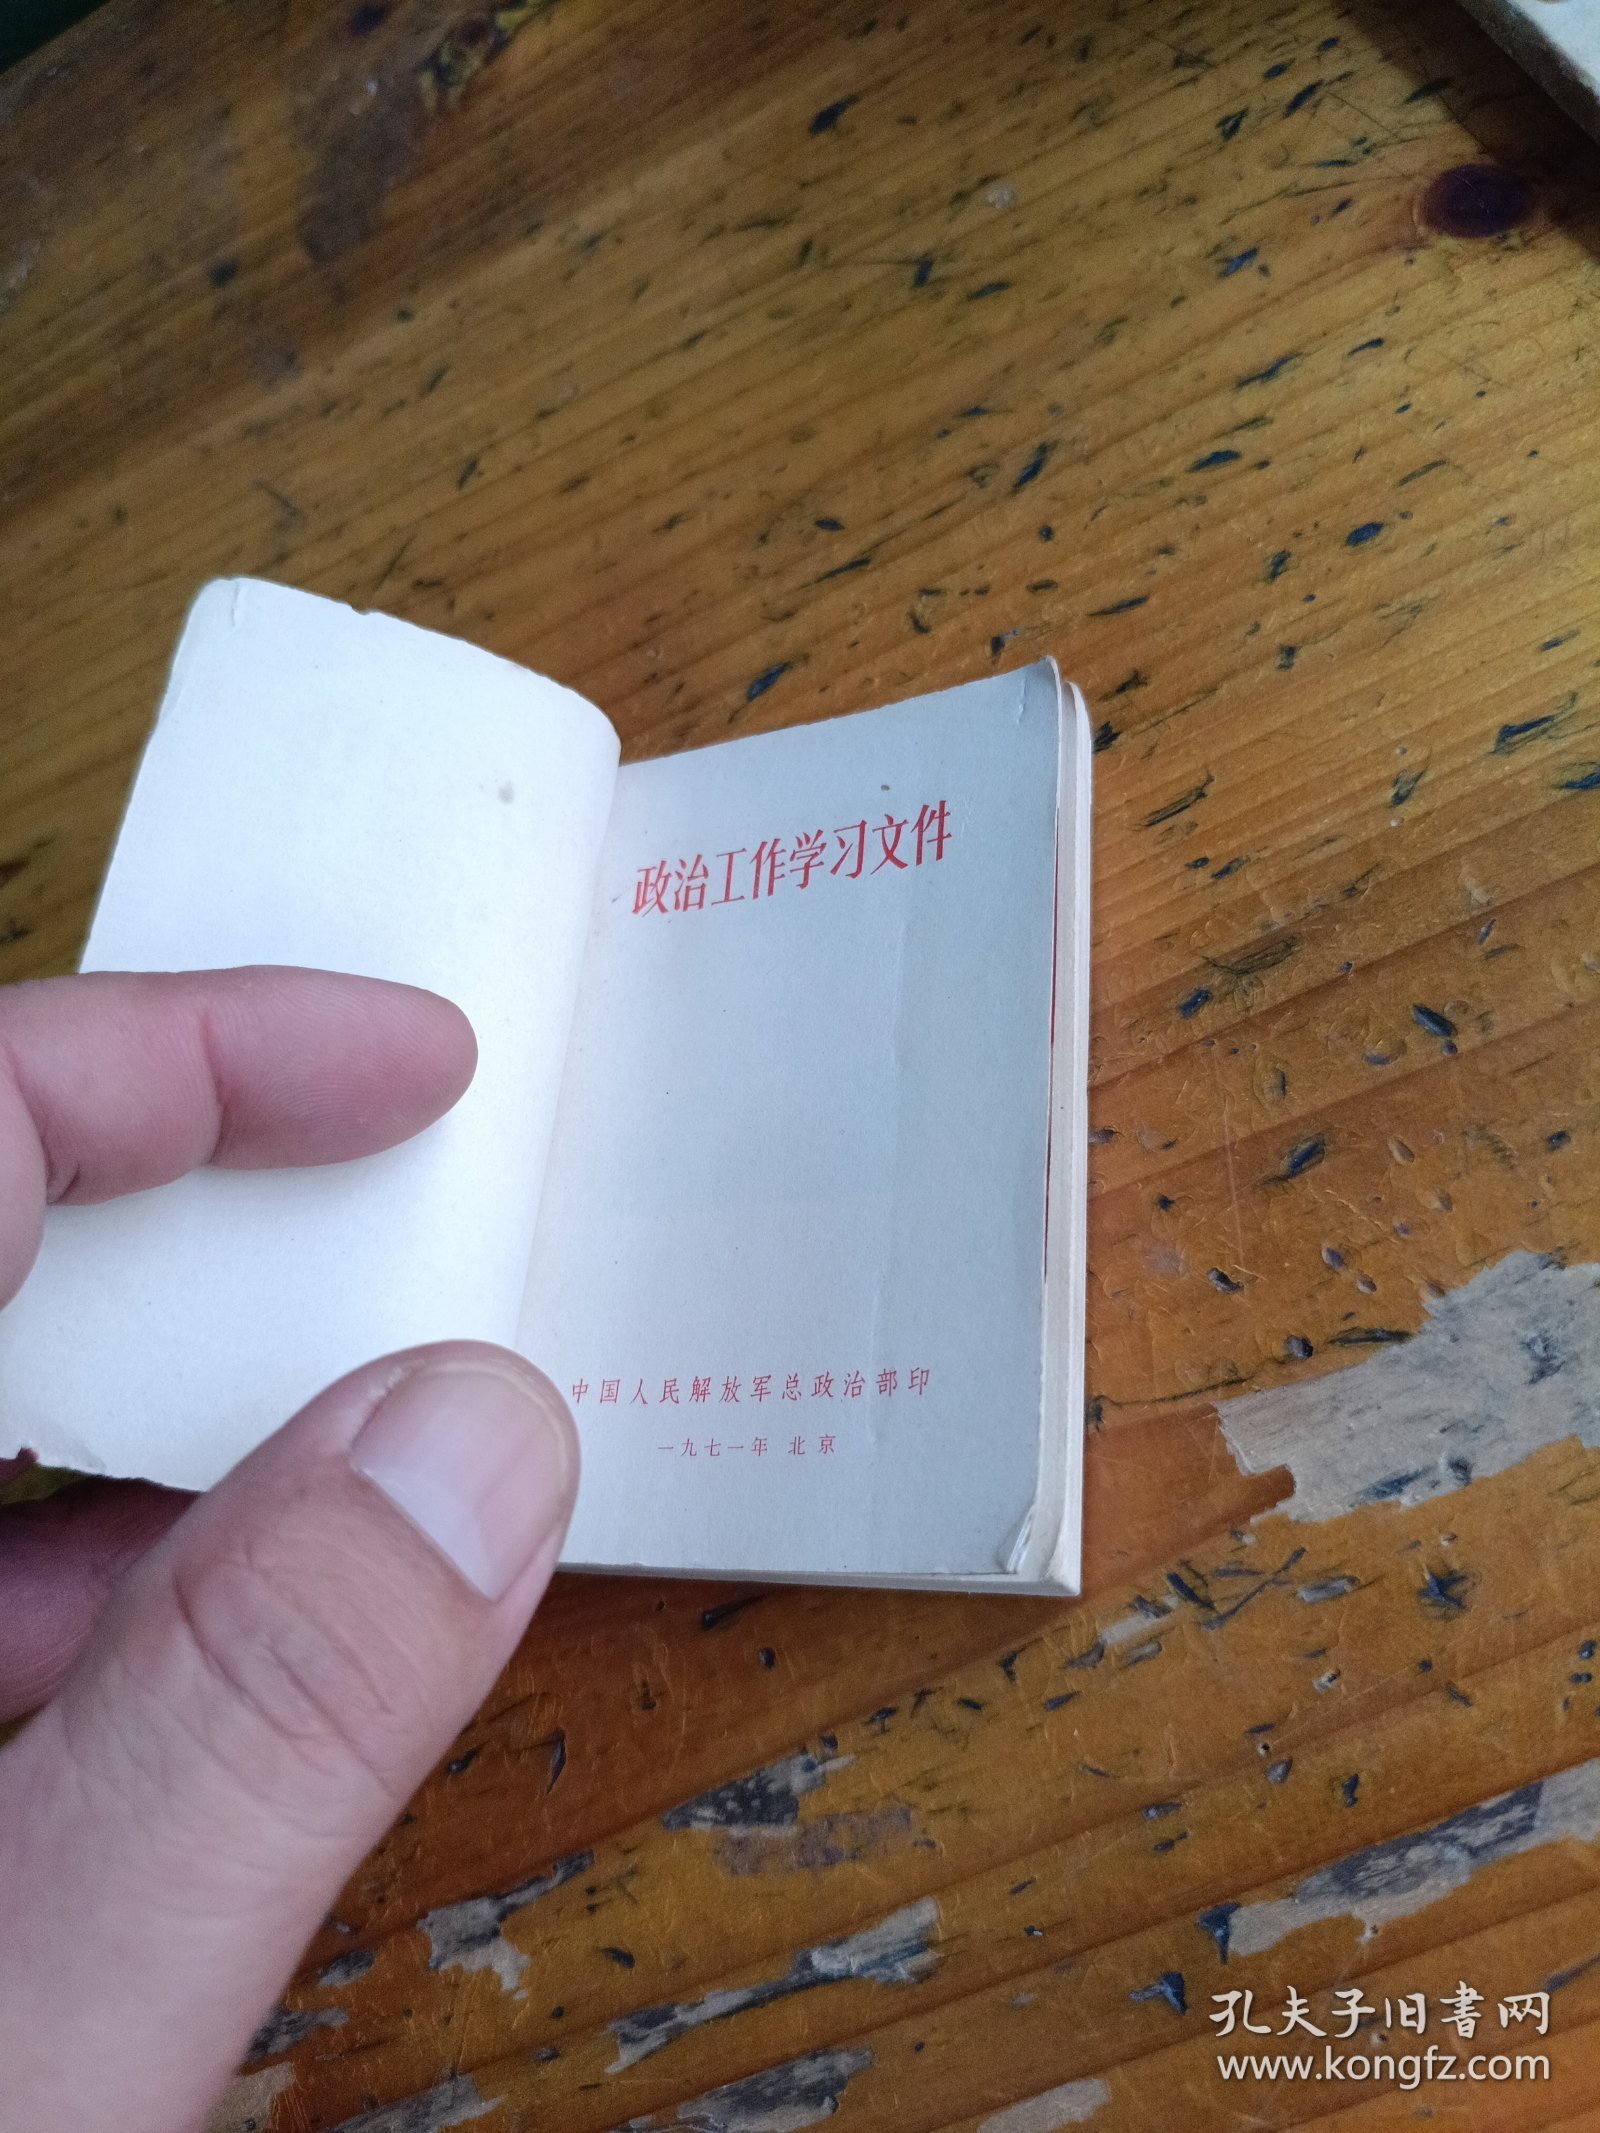 政治工作学习文件
中国人民解放军总政治部印
一九七一年 北京
孔夫子旧書网
www.kongfz.com